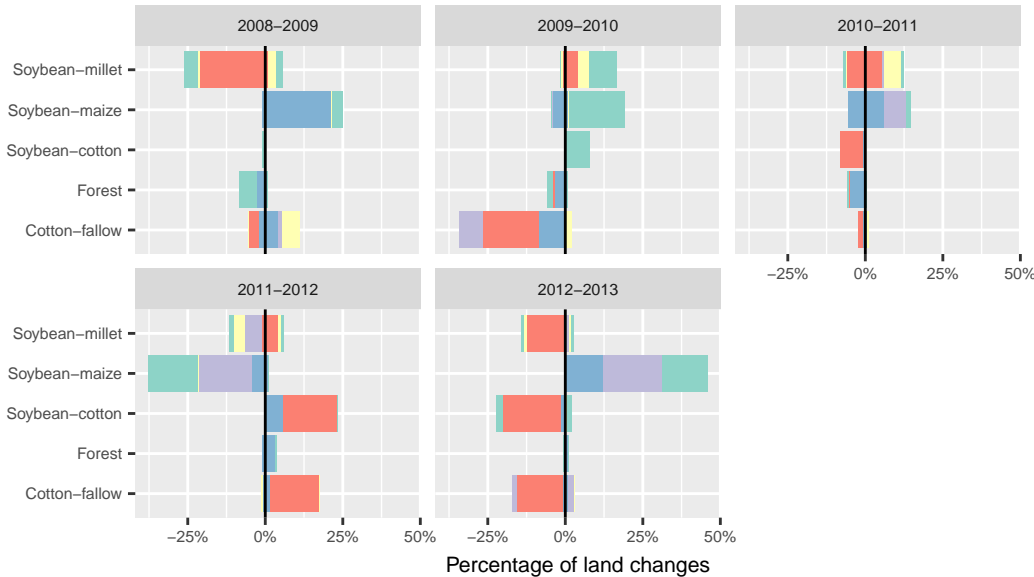 2008−2009 2009−2010 2010−2011
Soybean−millet
Soybean−maize
Soybean−cotton
Forest
Cotton−fallow
−25% 0% 25% 50%
2011−2012 2012−2013
Soybean−millet
Soybean−maize
Soybean−cotton
Forest
Cotton−fallow
−25% 0% 25% 50% −25% 0% 25% 50%
Percentage of land changes